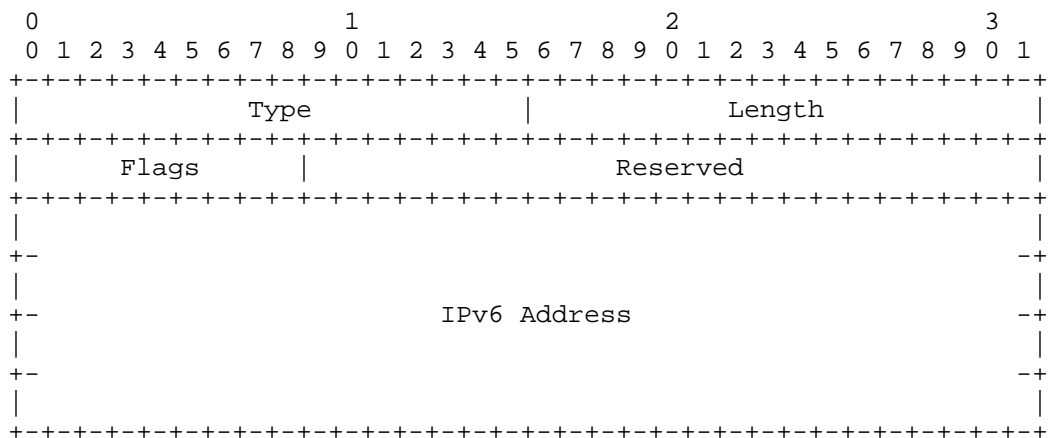 0                   1                   2                   3
0 1 2 3 4 5 6 7 8 9 0 1 2 3 4 5 6 7 8 9 0 1 2 3 4 5 6 7 8 9 0 1
+-+-+-+-+-+-+-+-+-+-+-+-+-+-+-+-+-+-+-+-+-+-+-+-+-+-+-+-+-+-+-+-+
|              Type             |            Length             |
+-+-+-+-+-+-+-+-+-+-+-+-+-+-+-+-+-+-+-+-+-+-+-+-+-+-+-+-+-+-+-+-+
|      Flags      |                   Reserved                  |
+-+-+-+-+-+-+-+-+-+-+-+-+-+-+-+-+-+-+-+-+-+-+-+-+-+-+-+-+-+-+-+-+
|                                                               |
+-                                                             -+
|                                                               |
+-                         IPv6 Address                        -+
|                                                               |
+-                                                             -+
|                                                               |
+-+-+-+-+-+-+-+-+-+-+-+-+-+-+-+-+-+-+-+-+-+-+-+-+-+-+-+-+-+-+-+-+